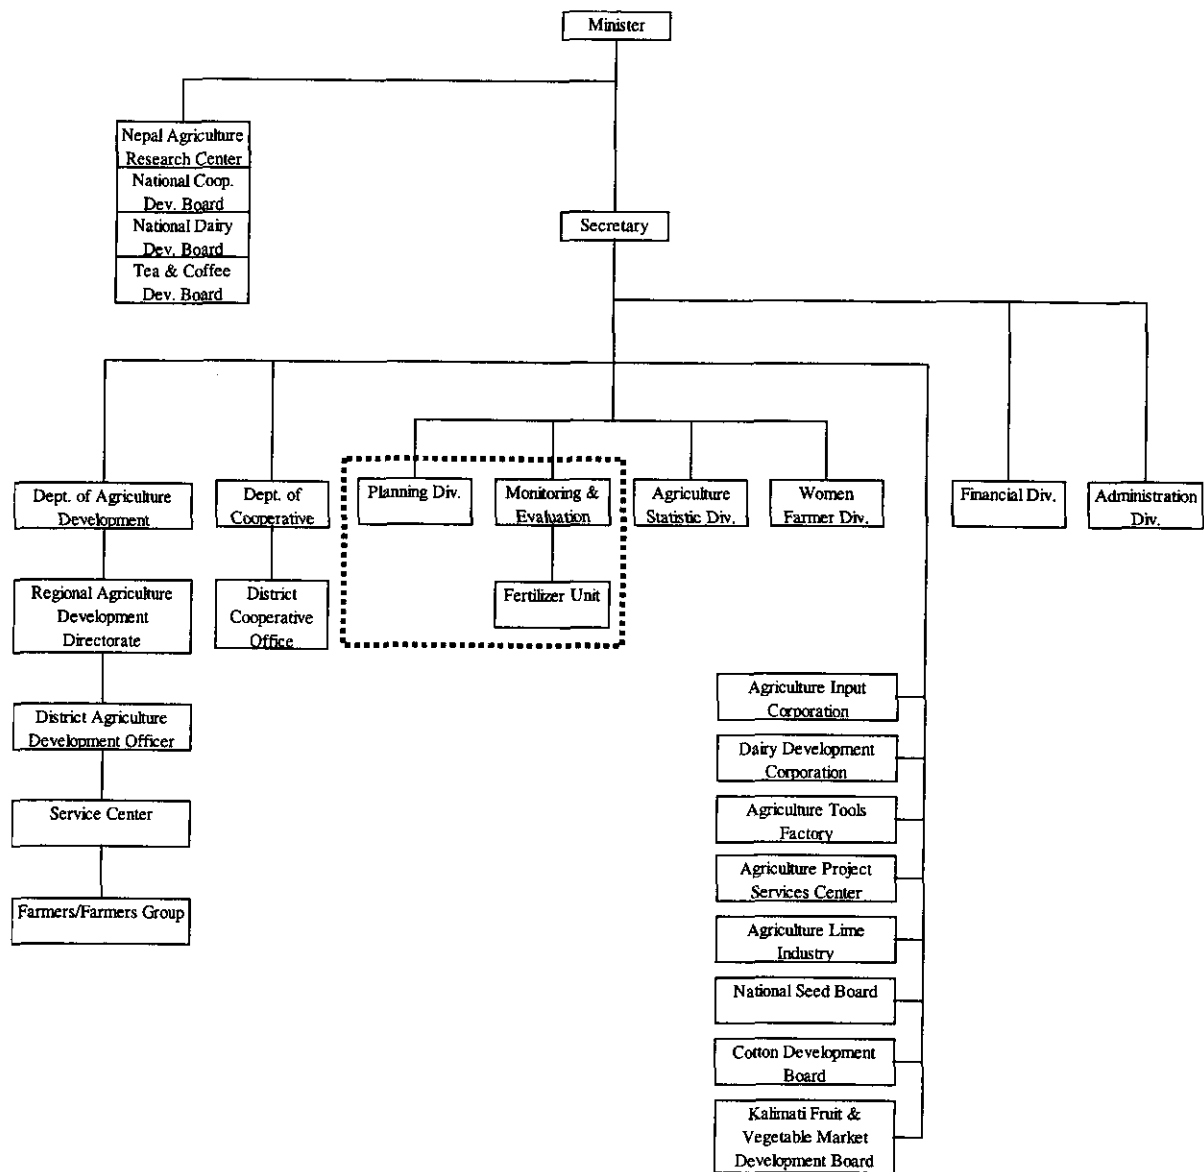 Minister
Nepal Agriculture
Research Center
National Coop.
Dev. Board
National Dairy
Dev. Board
Tea & Coffee
Dev. Board
Secretary
Dept. of Agriculture
Development
Dept. of
Cooperative
Planning Div.
Monitoring &
Evaluation
Agriculture
Statistic Div.
Women
Farmer Div.
Financial Div.
Administration
Div.
Regional Agriculture
Development
Directorate
District
Cooperative
Office
Fertilizer Unit
District Agriculture
Development Officer
Service Center
Farmers/Farmers Group
Agriculture Input
Corporation
Dairy Development
Corporation
Agriculture Tools
Factory
Agriculture Project
Services Center
Agriculture Lime
Industry
National Seed Board
Cotton Development
Board
Kalimati Fruit &
Vegetable Market
Development Board